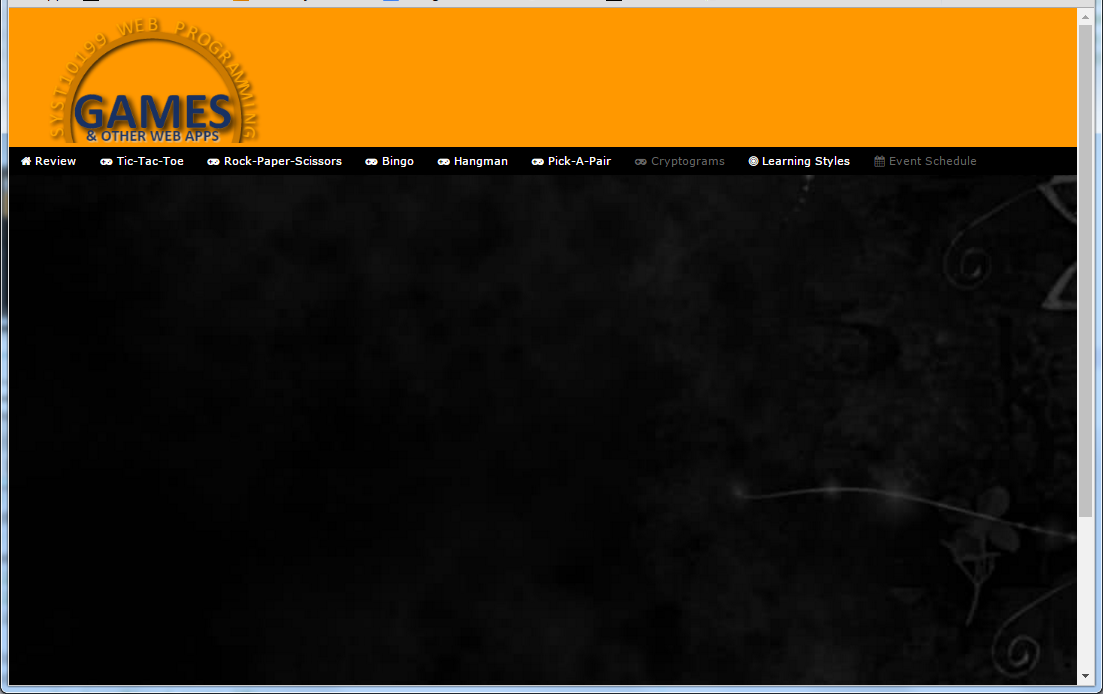 SYST10199 WEB PROGRAMMING
GAMES
& OTHER WEB APPS
Review Tic-Tac-Toe Rock-Paper-Scissors Bingo Hangman Pick-A-Pair Cryptograms Learning Styles Event Schedule